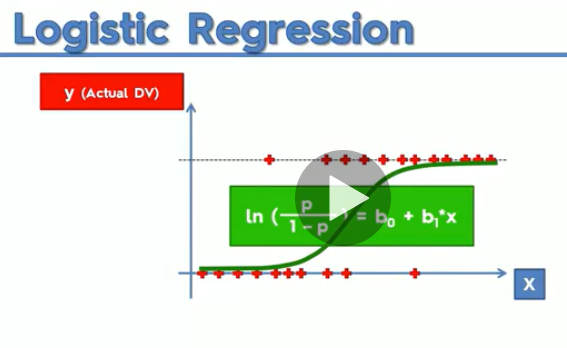 Logistic Regression
y (Actual DV)
ln (p/1-p) = b₀ + b₁*x
X